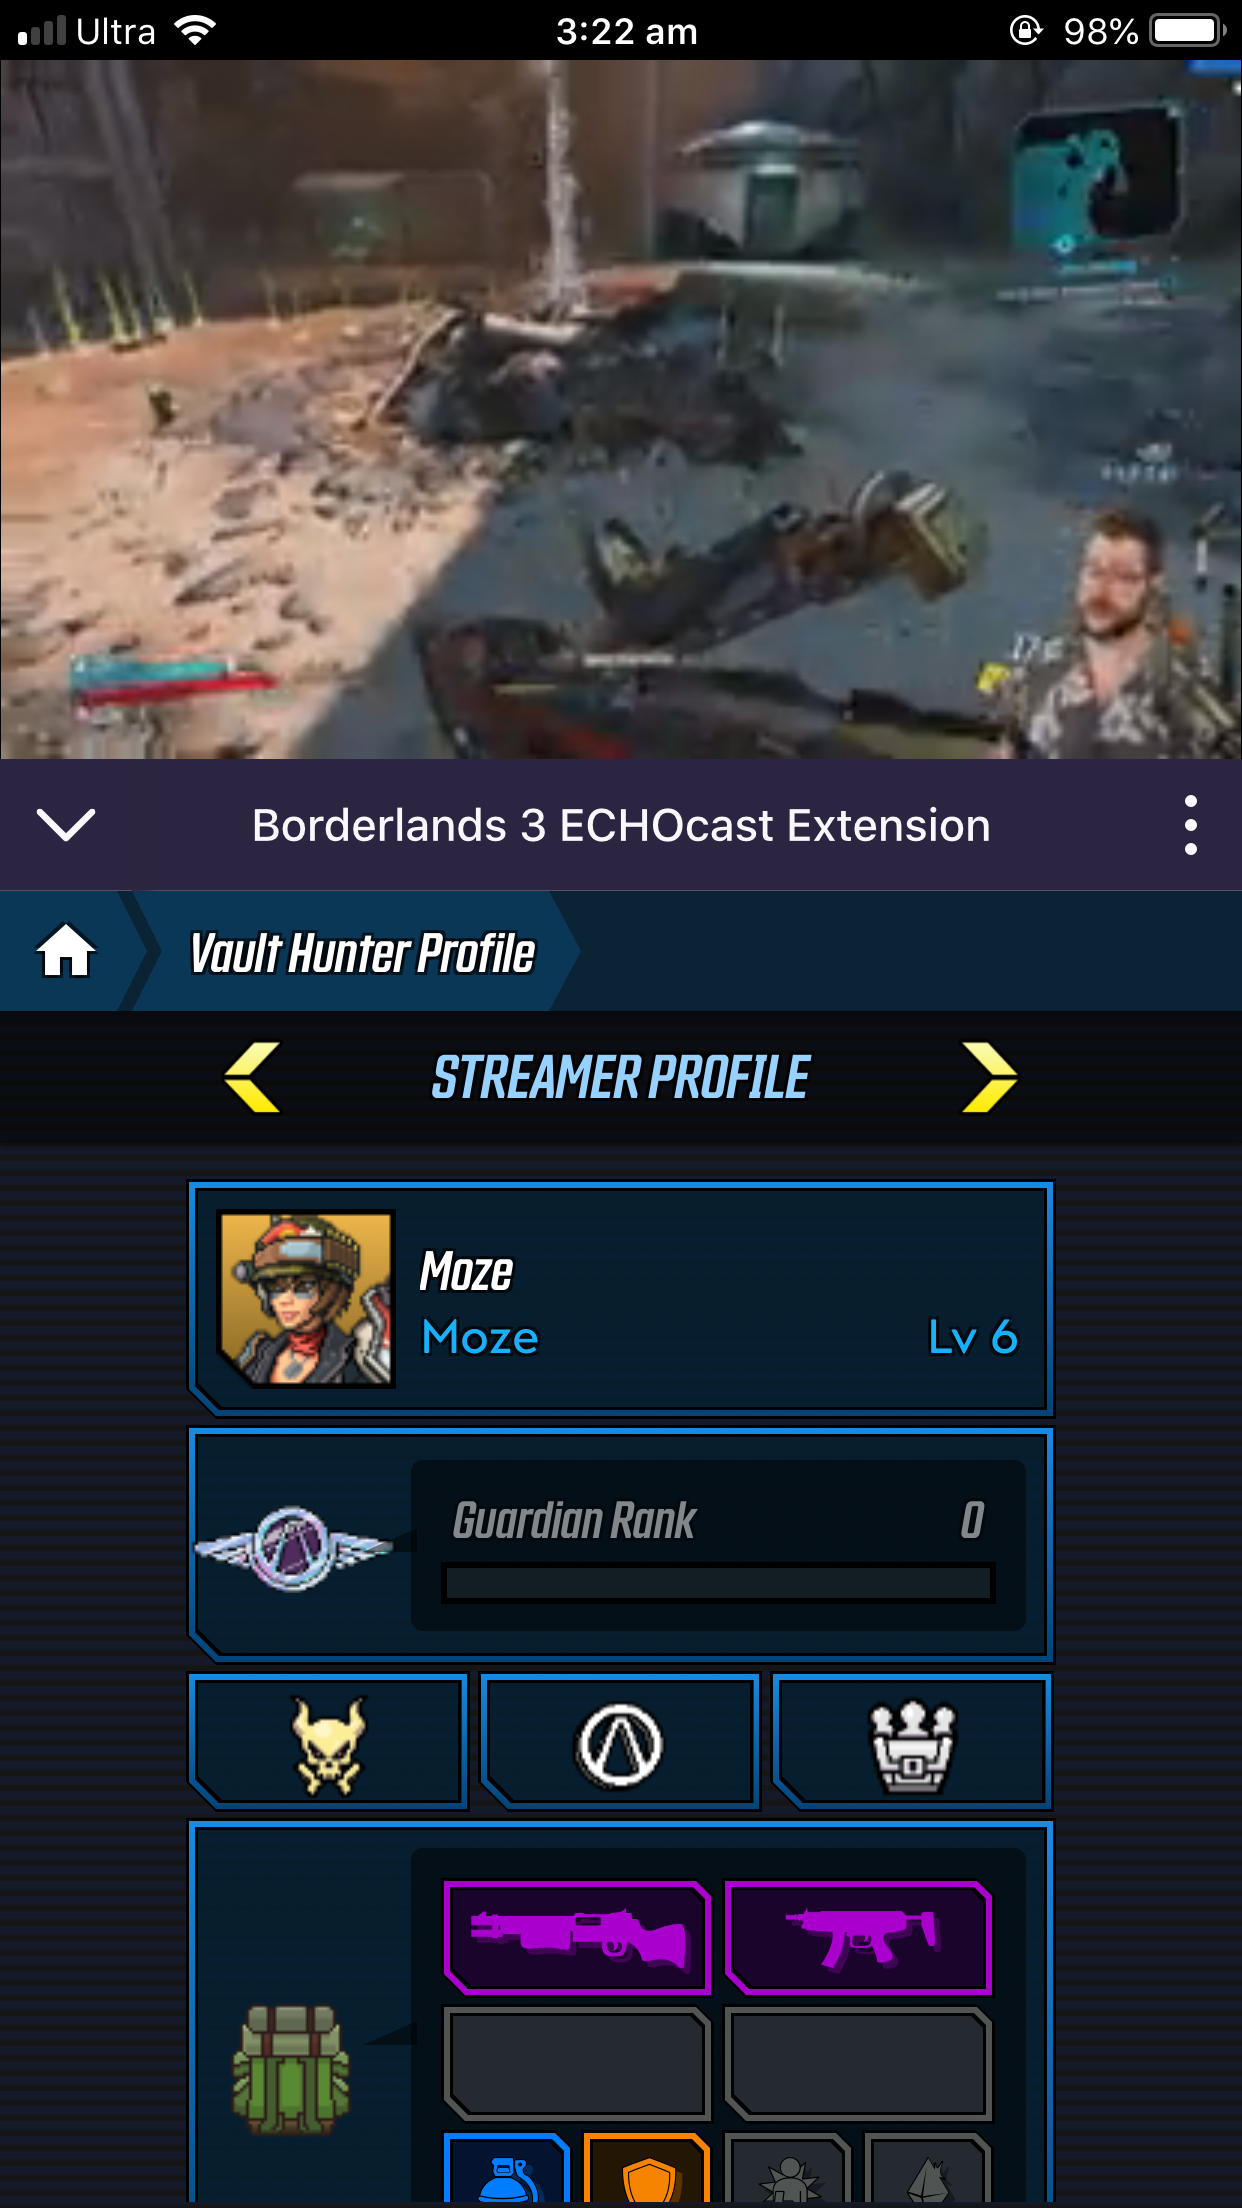 Ultra
3:22 am
98%
Borderlands 3 ECHOcast Extension
Vault Hunter Profile
STREAMER PROFILE
Moze
Moze
Lv 6
Guardian Rank
0